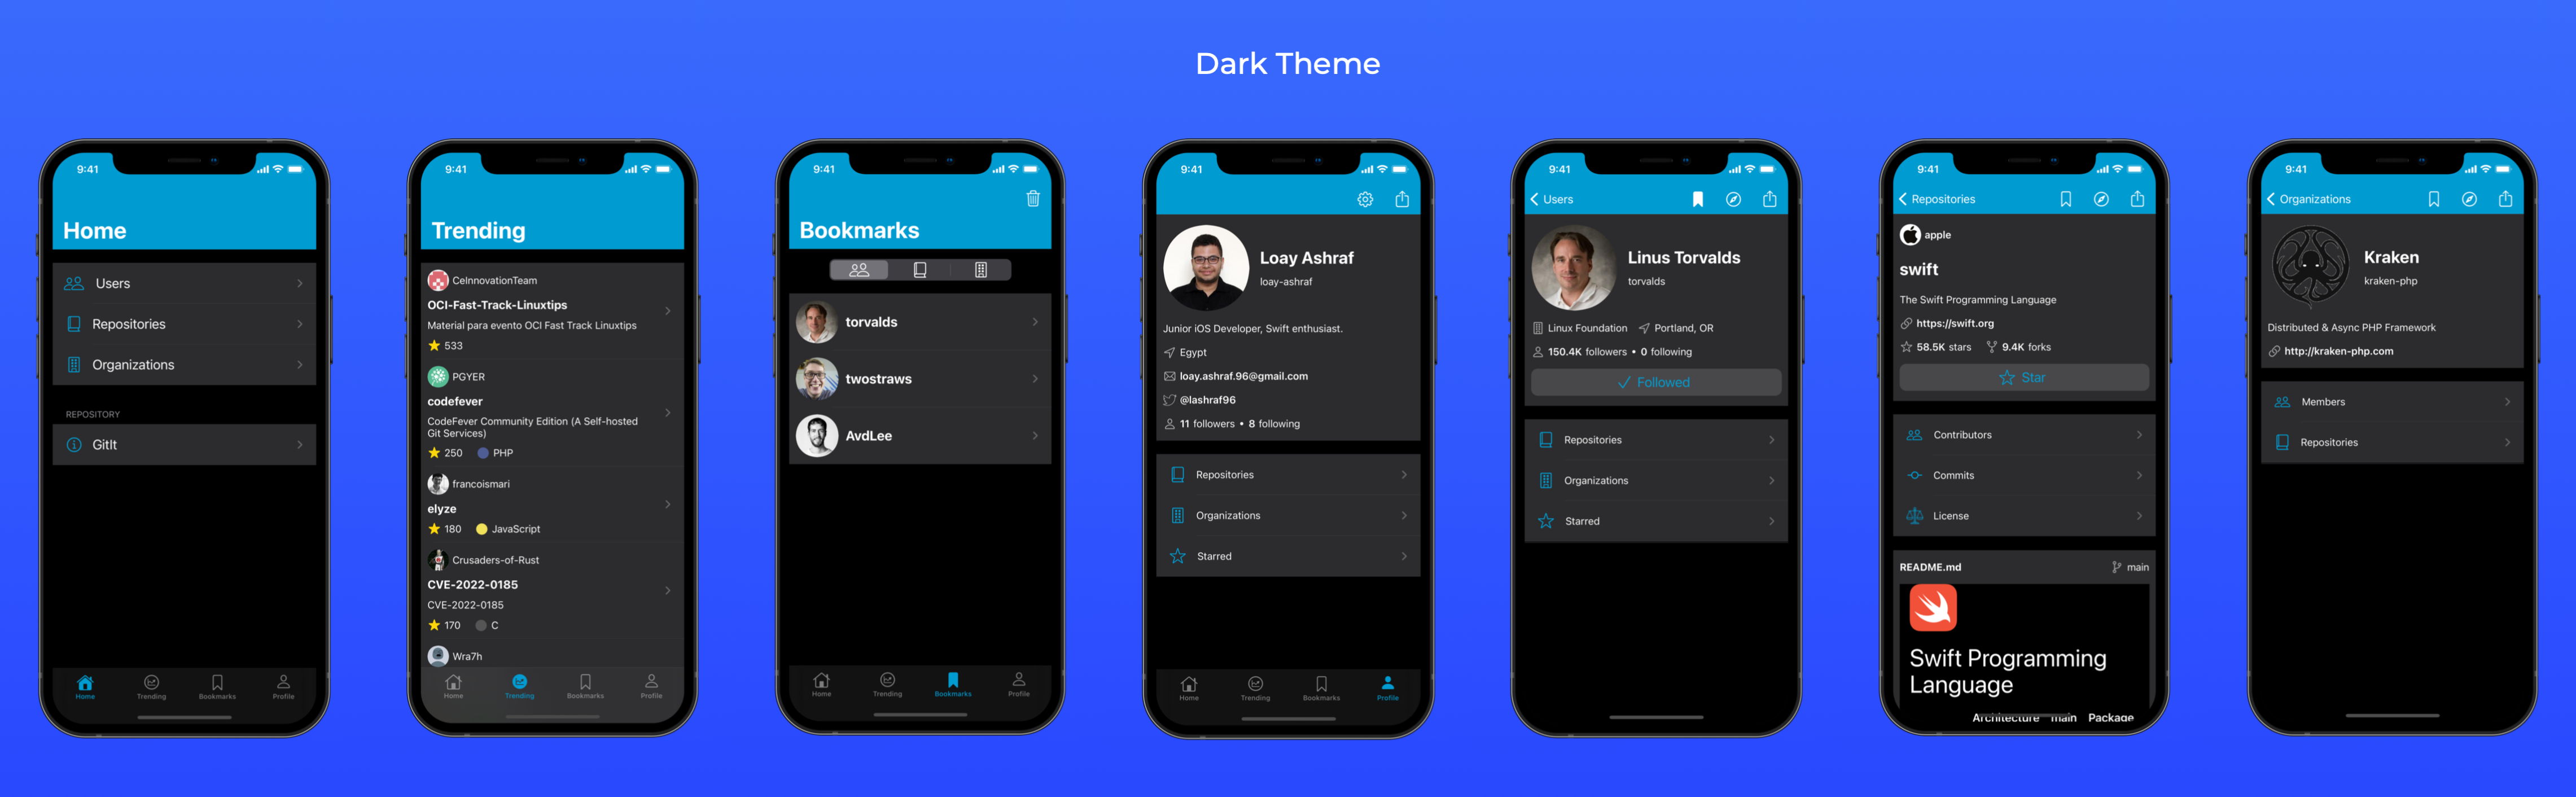 Dark Theme
9:41
Home
Users
Repositories
Organizations
REPOSITORY
GitIt
Home Trending Bookmarks Profile
9:41
Trending
CeInnovationTeam
OCI-Fast-Track-Linuxtips
Material para evento OCI Fast Track Linuxtips
533
PGYER
codefever
CodeFever Community Edition (A Self-hosted
Git Services)
250 PHP
francoismari
elyze
180 JavaScript
Crusaders-of-Rust
CVE-2022-0185
CVE-2022-0185
170 C
Wra7h
Home Trending Bookmarks Profile
9:41
Bookmarks
torvalds
twostraws
AvdLee
Home Trending Bookmarks Profile
9:41
Loay Ashraf
loay-ashraf
Junior iOS Developer, Swift enthusiast.
Egypt
loay.ashraf.96@gmail.com
@lashraf96
11 followers • 8 following
Repositories
Organizations
Starred
Home Trending Bookmarks Profile
9:41
Users
Linus Torvalds
torvalds
Linux Foundation Portland, OR
150.4K followers • 0 following
Followed
Repositories
Organizations
Starred
9:41
Repositories
apple
swift
The Swift Programming Language
https://swift.org
58.5K stars 9.4K forks
Star
Contributors
Commits
License
README.md main
Swift Programming
Language
Architecture main Package
9:41
Organizations
Kraken
kraken-php
Distributed & Async PHP Framework
http://kraken-php.com
Members
Repositories